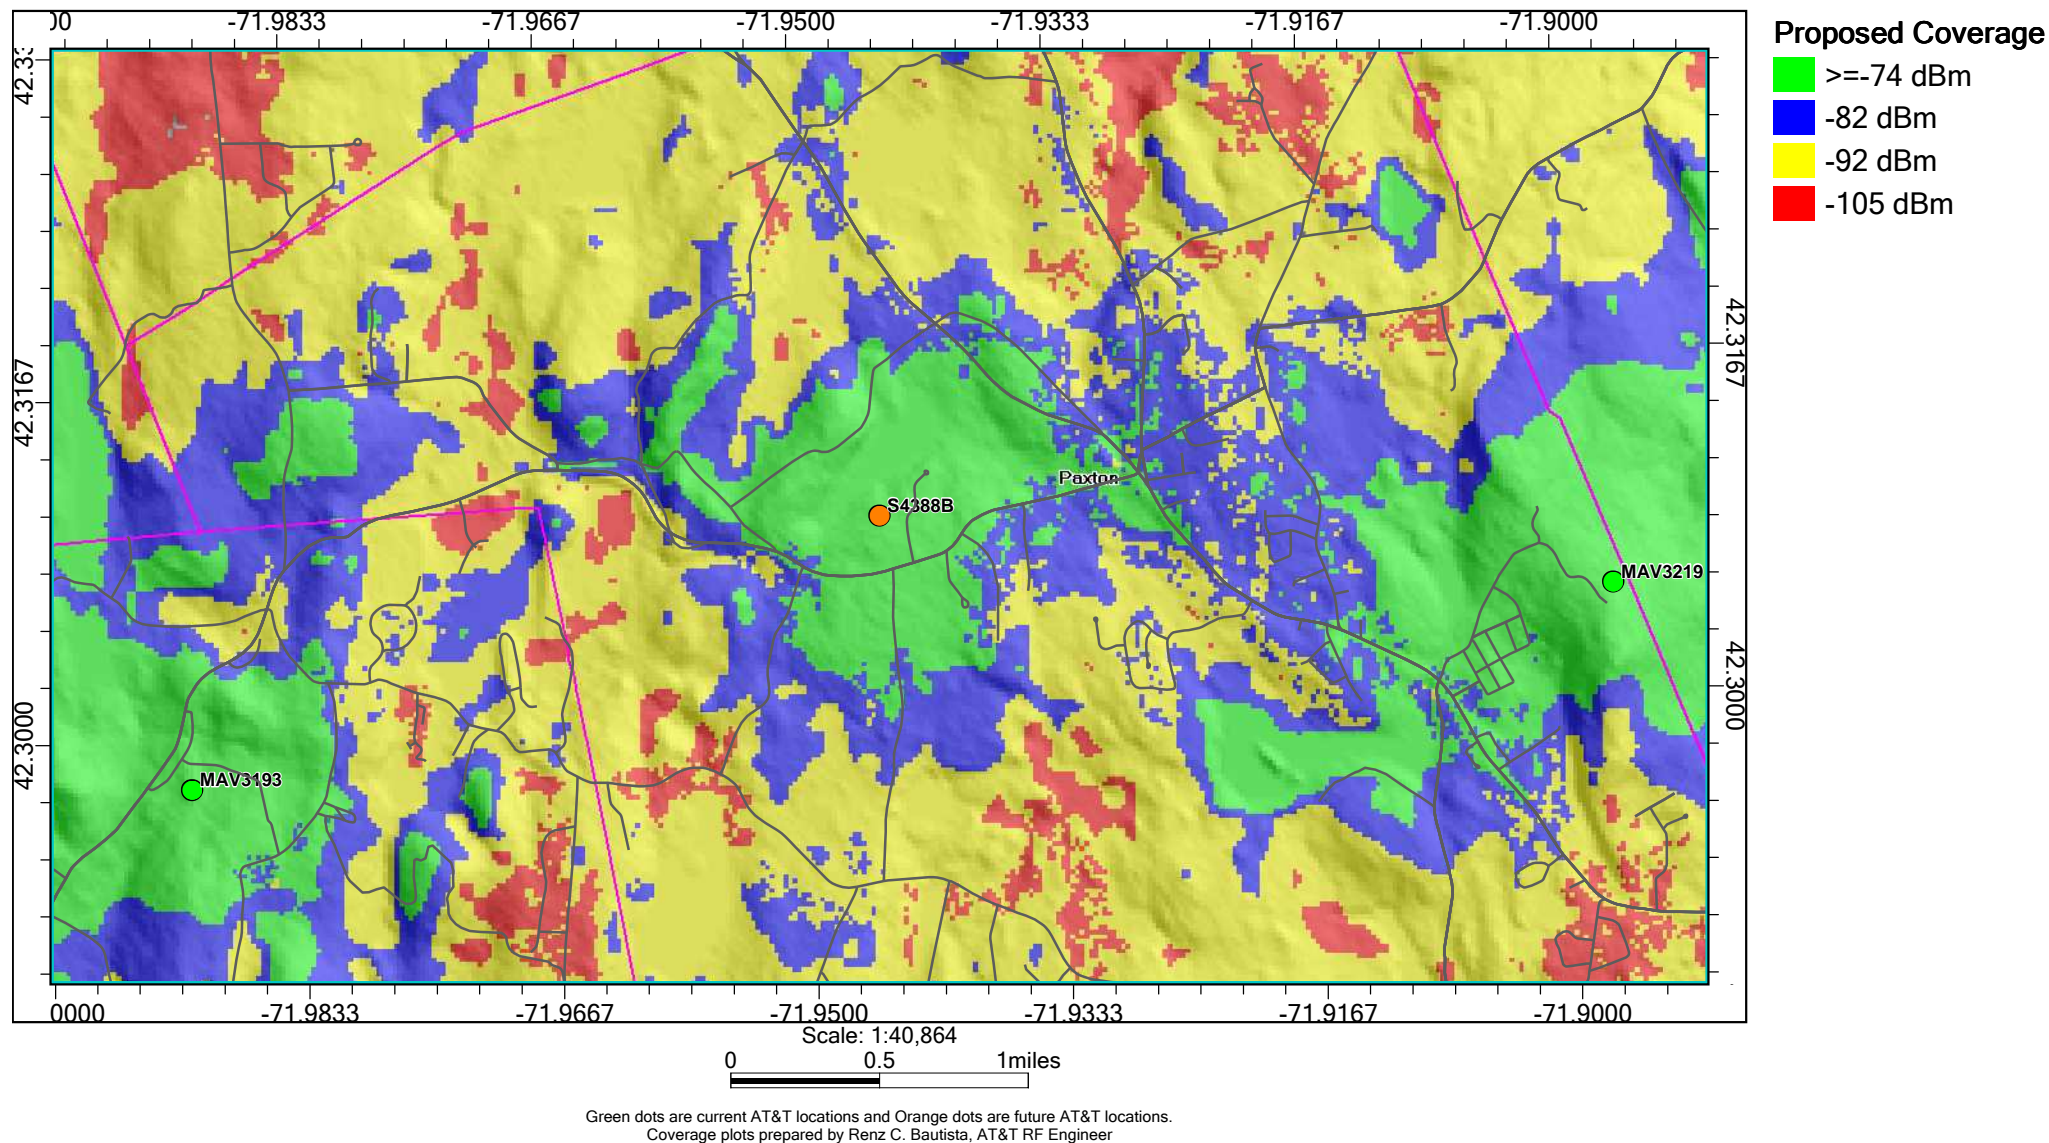 00 -71.9833 -71.9667 -71.9500 -71.9333 -71.9167 -71.9000
Proposed Coverage
>=-74 dBm
-82 dBm
-92 dBm
-105 dBm
42.3
42.3167
42.3167
Paxton
S4388B
MAV3219
42.3000
42.3000
MAV3193
0000 -71.9833 -71.9667 -71.9500 -71.9333 -71.9167 -71.9000
Scale: 1:40,864
0 0.5 1miles
Green dots are current AT&T locations and Orange dots are future AT&T locations.
Coverage plots prepared by Renz C. Bautista, AT&T RF Engineer